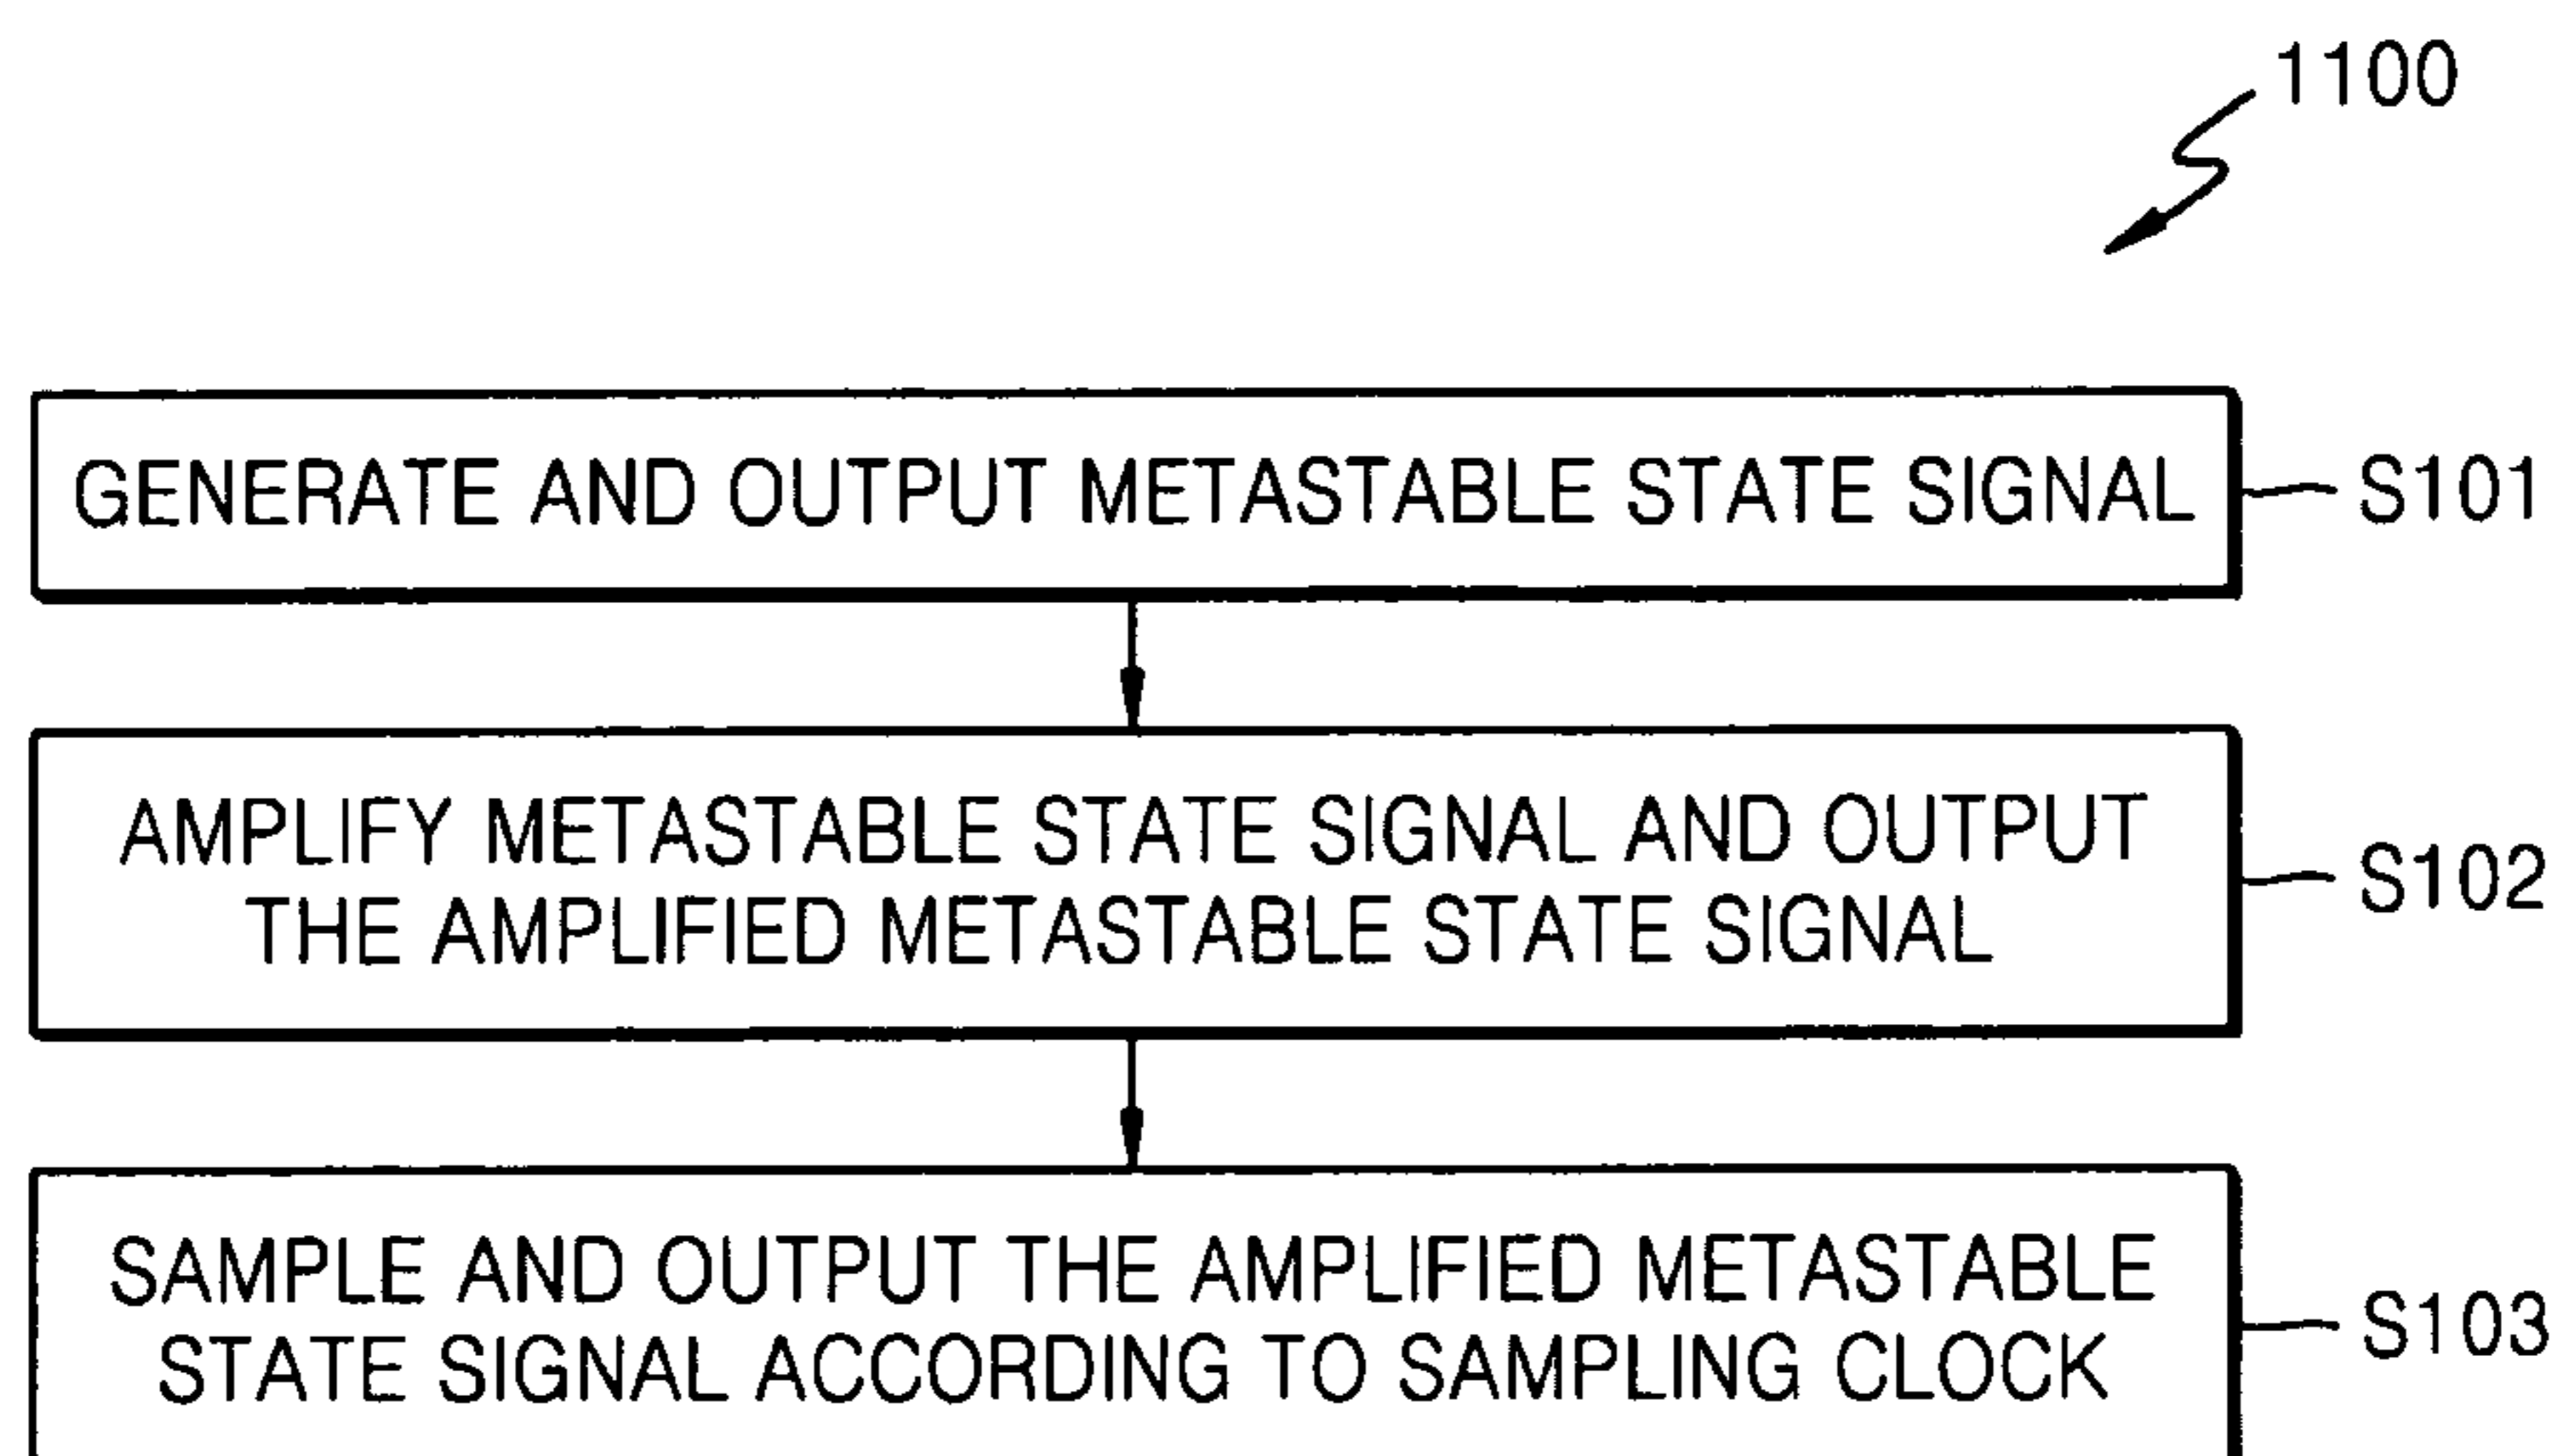 1100
GENERATE AND OUTPUT METASTABLE STATE SIGNAL
S101
AMPLIFY METASTABLE STATE SIGNAL AND OUTPUT
THE AMPLIFIED METASTABLE STATE SIGNAL
S102
SAMPLE AND OUTPUT THE AMPLIFIED METASTABLE
STATE SIGNAL ACCORDING TO SAMPLING CLOCK
S103